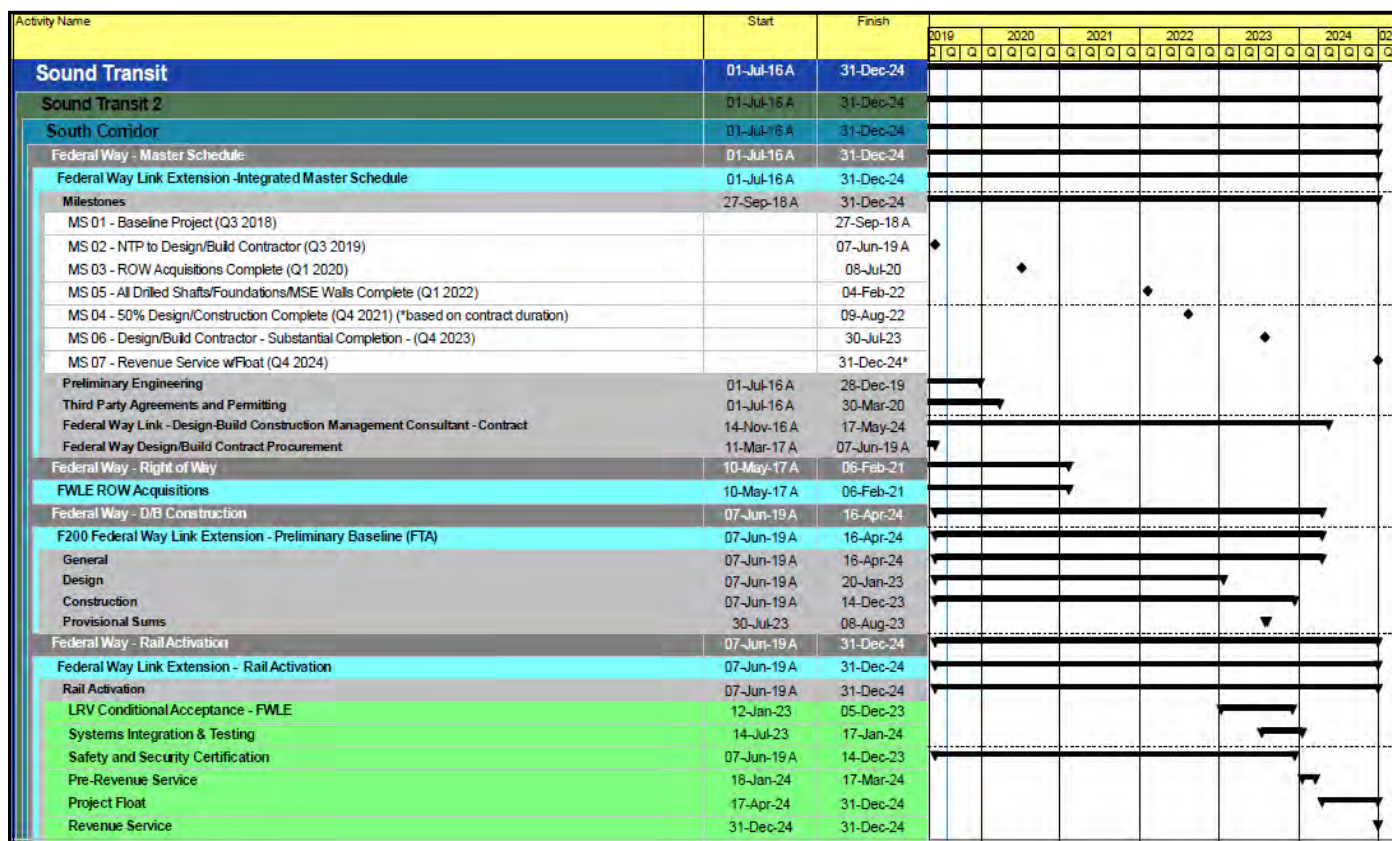 Activity Name Start Finish
2019 2020 2021 2022 2023 2024 02
Q Q Q Q Q Q Q Q Q Q Q Q Q Q Q Q Q Q Q Q Q Q Q
Sound Transit 01-Jul-16 A 31-Dec-24
Sound Transit 2 01-Jul-16 A 31-Dec-24
South Corridor 01-Jul-16 A 31-Dec-24
Federal Way - Master Schedule 01-Jul-16 A 31-Dec-24
Federal Way Link Extension -Integrated Master Schedule 01-Jul-16 A 31-Dec-24
Milestones 27-Sep-18 A 31-Dec-24
MS 01 - Baseline Project (Q3 2018) 27-Sep-18 A
MS 02 - NTP to Design/Build Contractor (Q3 2019) 07-Jun-19 A
MS 03 - ROW Acquisitions Complete (Q1 2020) 08-Jul-20
MS 05 - All Drilled Shafts/Foundations/MSE Walls Complete (Q1 2022) 04-Feb-22
MS 04 - 50% Design/Construction Complete (Q4 2021) (*based on contract duration) 09-Aug-22
MS 06 - Design/Build Contractor - Substantial Completion - (Q4 2023) 30-Jul-23
MS 07 - Revenue Service w/Float (Q4 2024) 31-Dec-24*
Preliminary Engineering 01-Jul-16 A 28-Dec-19
Third Party Agreements and Permitting 01-Jul-16 A 30-Mar-20
Federal Way Link -Design-Build Construction Management Consultant - Contract 14-Nov-16 A 17-May-24
Federal Way Design/Build Contract Procurement 11-Mar-17 A 07-Jun-19 A
Federal Way - Right of Way 10-May-17 A 06-Feb-21
FWLE ROW Acquisitions 10-May-17 A 06-Feb-21
Federal Way - D/B Construction 07-Jun-19 A 16-Apr-24
F200 Federal Way Link Extension - Preliminary Baseline (FTA) 07-Jun-19 A 16-Apr-24
General 07-Jun-19 A 16-Apr-24
Design 07-Jun-19 A 20-Jan-23
Construction 07-Jun-19 A 14-Dec-23
Provisional Sums 30-Jul-23 08-Aug-23
Federal Way - Rail Activation 07-Jun-19 A 31-Dec-24
Federal Way Link Extension - Rail Activation 07-Jun-19 A 31-Dec-24
Rail Activation 07-Jun-19 A 31-Dec-24
LRV Conditional Acceptance - FWLE 12-Jan-23 05-Dec-23
Systems Integration & Testing 14-Jul-23 17-Jan-24
Safety and Security Certification 07-Jun-19 A 14-Dec-23
Pre-Revenue Service 18-Jan-24 17-Mar-24
Project Float 17-Apr-24 31-Dec-24
Revenue Service 31-Dec-24 31-Dec-24